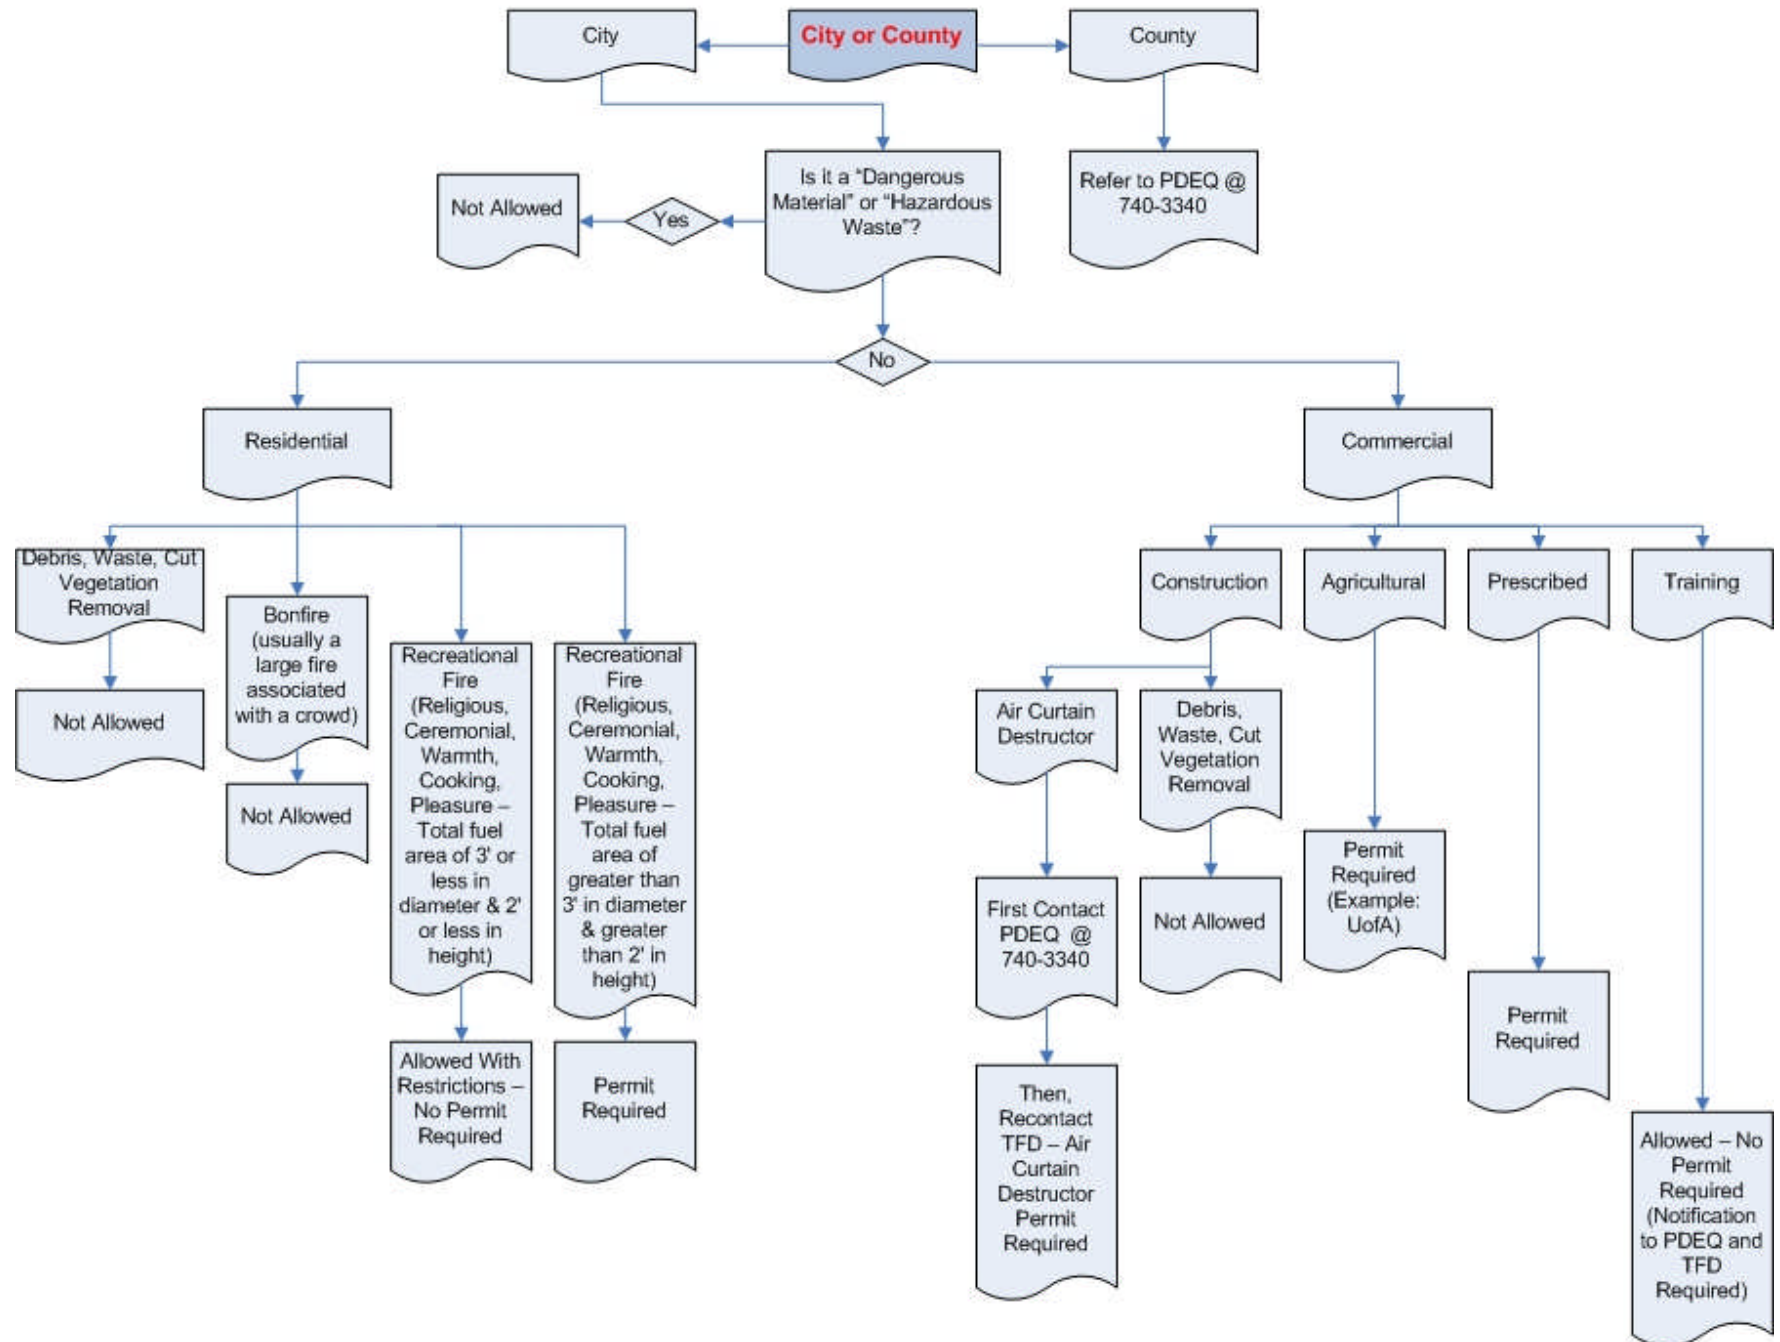 City
City or County
County
Is it a “Dangerous
Material” or “Hazardous
Waste”?
Yes
Not Allowed
Refer to PDEQ @
740-3340
No
Residential
Commercial
Debris, Waste, Cut
Vegetation
Removal
Not Allowed
Bonfire
(usually a
large fire
associated
with a crowd)
Not Allowed
Recreational
Fire
(Religious,
Ceremonial,
Warmth,
Cooking,
Pleasure –
Total fuel
area of 3' or
less in
diameter & 2'
or less in
height)
Allowed With
Restrictions –
No Permit
Required
Recreational
Fire
(Religious,
Ceremonial,
Warmth,
Cooking,
Pleasure –
Total fuel
area of
greater than
3' in diameter
& greater
than 2' in
height)
Permit
Required
Construction
Agricultural
Prescribed
Training
Air Curtain
Destructor
First Contact
PDEQ @
740-3340
Then,
Recontact
TFD – Air
Curtain
Destructor
Permit
Required
Debris,
Waste, Cut
Vegetation
Removal
Not Allowed
Permit
Required
(Example:
UofA)
Permit
Required
Allowed – No
Permit
Required
(Notification
to PDEQ and
TFD
Required)